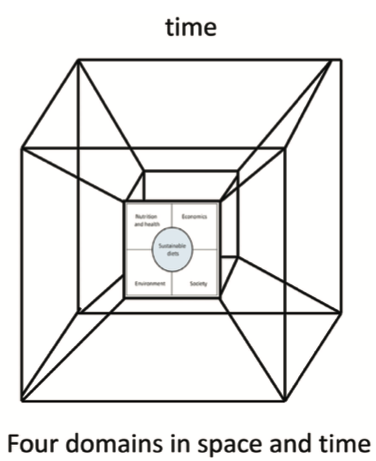 time
Nutrition
and health
Economics
Sustainable
diets
Environment
Society
Four domains in space and time